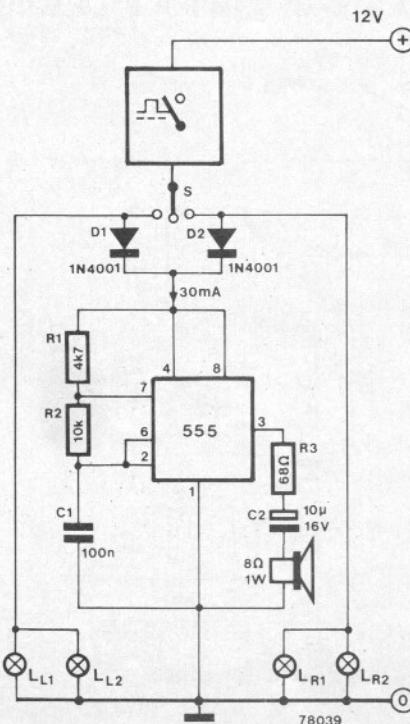 12V
+
S
D1
D2
1N4001
1N4001
30mA
R1
4k7
4
8
7
R2
10k
555
3
6
2
R3
68Ω
1
C1
100n
C2
10µ
16V
8Ω
1W
LL1
LL2
LR1
LR2
0
78039